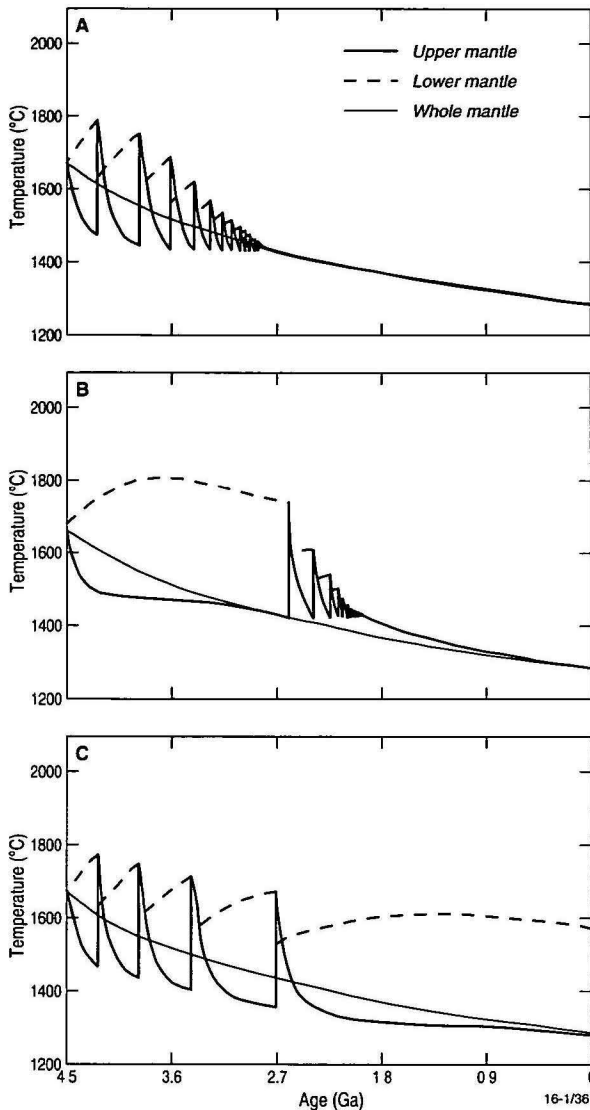 A
2000
1800
1600
1400
1200
Temperature (°C)
Upper mantle
Lower mantle
Whole mantle
B
2000
1800
1600
1400
1200
Temperature (°C)
C
2000
1800
1600
1400
1200
Temperature (°C)
4 5 3.6 2.7 1 8 0 9 0
Age (Ga)
16-1/36